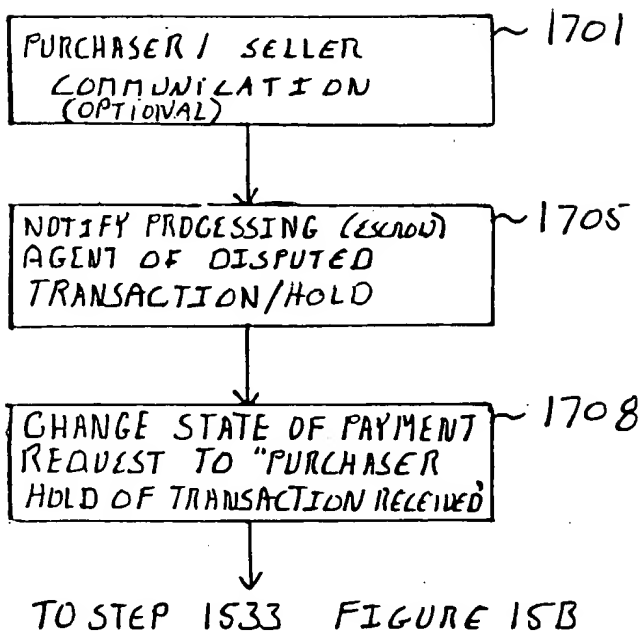 PURCHASER / SELLER
COMMUNICATION
(OPTIONAL)
1701
NOTIFY PROCESSING (ESCROW)
AGENT OF DISPUTED
TRANSACTION/HOLD
1705
CHANGE STATE OF PAYMENT
REQUEST TO "PURCHASER
HOLD OF TRANSACTION RECEIVED"
1708
TO STEP 1533 FIGURE 15B